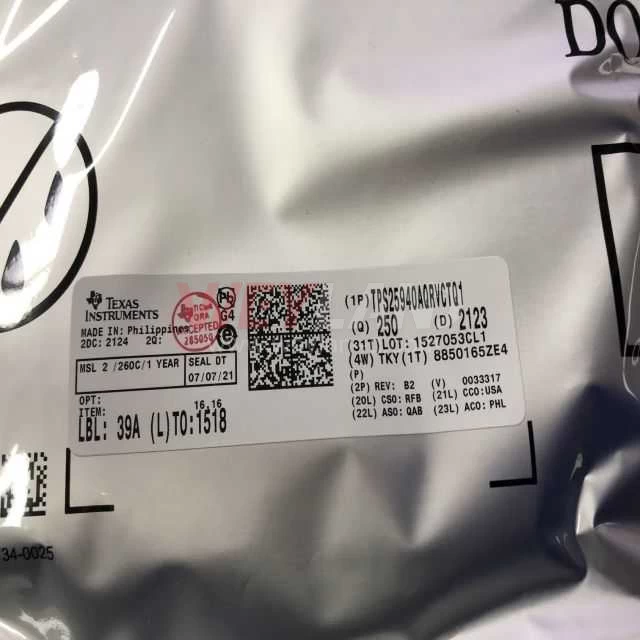 DO
TEXAS
INSTRUMENTS
MADE IN: Philippines
2DC: 2124 2Q:
Pb
G4
e
QRA
ACCEPTED
285050
MSL 2 /260C/1 YEAR
SEAL DT
07/07/21
OPT:
ITEM:
16 16
LBL: 39A (L)TO:1518
(1P) TPS25940AQRVCTQ1
(Q) 250 (D) 2123
(31T)LOT: 1527053CL1
(4W) TKY(1T) 8850165ZE4
(P)
(2P) REV: B2 (V) 0033317
(20L) CSO:RFB (21L) CCO:USA
(22L) ASO:QAB (23L) ACO:PHL
34-0025